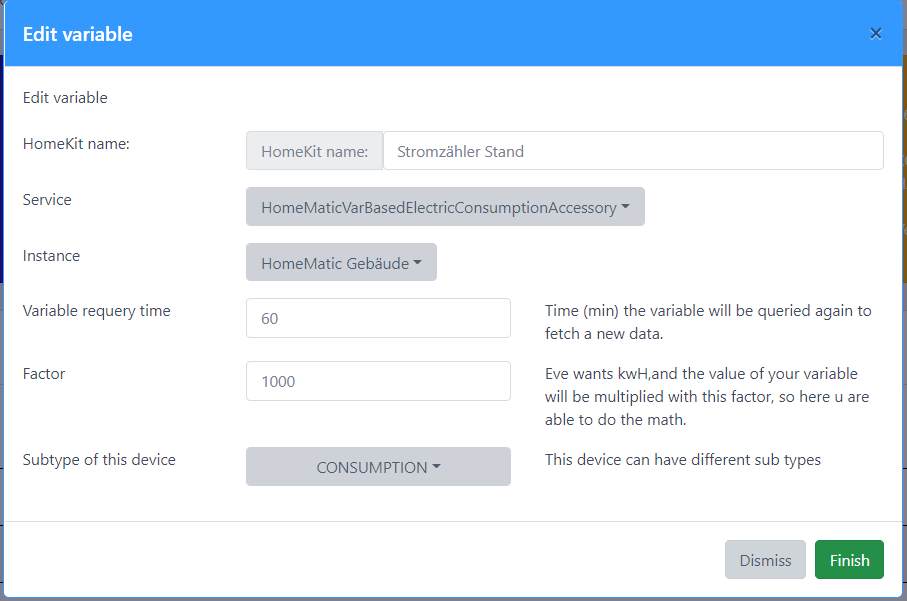 Edit variable
×
Edit variable
HomeKit name:
HomeKit name:
Stromzähler Stand
Service
HomeMaticVarBasedElectricConsumptionAccessory
Instance
HomeMatic Gebäude
Variable requery time
60
Time (min) the variable will be queried again to
fetch a new data.
Factor
1000
Eve wants kwH,and the value of your variable
will be multiplied with this factor, so here u are
able to do the math.
Subtype of this device
CONSUMPTION
This device can have different sub types
Dismiss
Finish